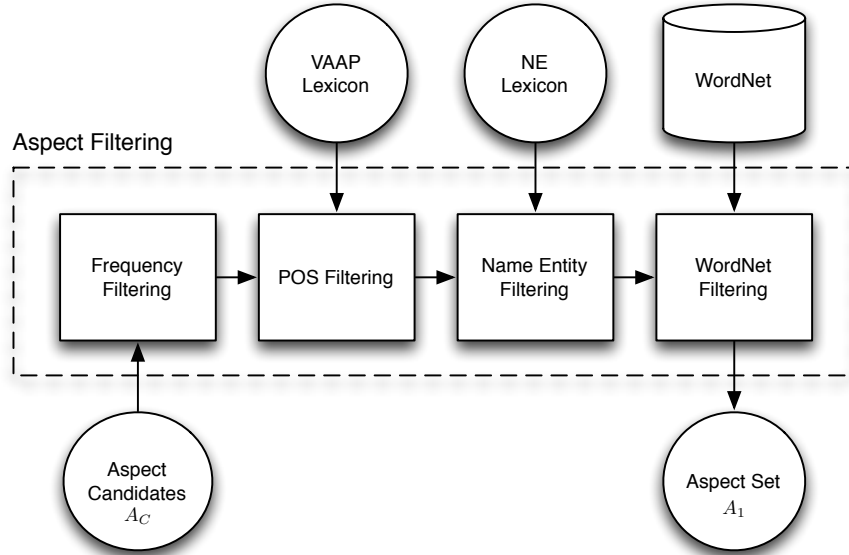 VAAP
Lexicon
NE
Lexicon
WordNet
Aspect Filtering
Frequency
Filtering
POS Filtering
Name Entity
Filtering
WordNet
Filtering
Aspect
Candidates
A_C
Aspect Set
A_1